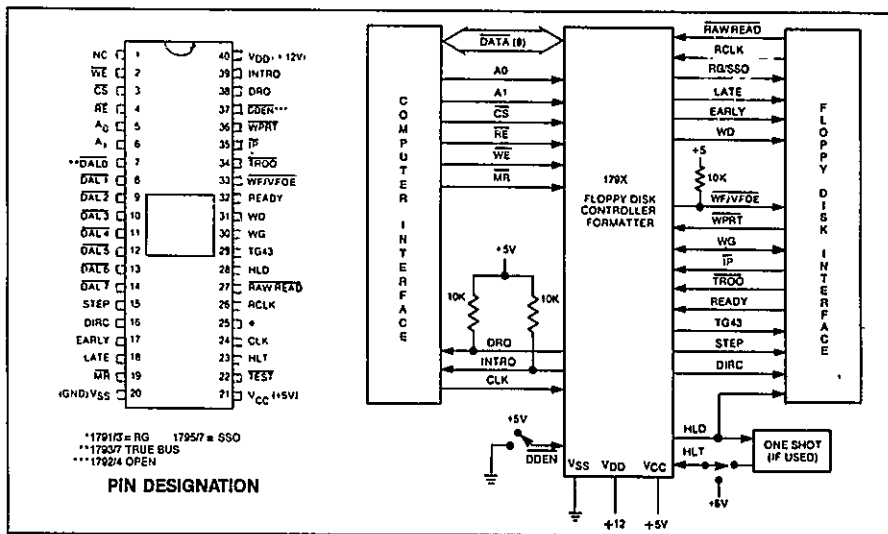 NC 1 40 VDD(+12V)
WE 2 39 INTRQ
CS 3 38 DRQ
RE 4 37 DDEN***
A0 5 36 WPRT
A1 6 35 IP
**DAL0 7 34 TR00
DAL1 8 33 WF/VFOE
DAL2 9 32 READY
DAL3 10 31 WD
DAL4 11 30 WG
DAL5 12 29 TG43
DAL6 13 28 HLD
DAL7 14 27 RAW READ
STEP 15 26 RCLK
DIRC 16 25 *
EARLY 17 24 CLK
LATE 18 23 HLT
MR 19 22 TEST
(GND)VSS 20 21 VCC(+5V)
*1791/3 = RG 1795/7 = SSO
**1793/7 TRUE BUS
***1792/4 OPEN
PIN DESIGNATION
COMPUTER INTERFACE
DATA (8)
A0
A1
CS
RE
WE
MR
+5V
10K
10K
DRQ
INTRQ
CLK
+5V
DDEN
179X
FLOPPY DISK
CONTROLLER
FORMATTER
VSS VDD VCC
+12 +5V
RAW READ
RCLK
RG/SSO
LATE
EARLY
WD
+5
10K
WF/VFOE
WPRT
WG
IP
TR00
READY
TG43
STEP
DIRC
HLD
HLT
+5V
ONE SHOT
(IF USED)
FLOPPY DISK INTERFACE